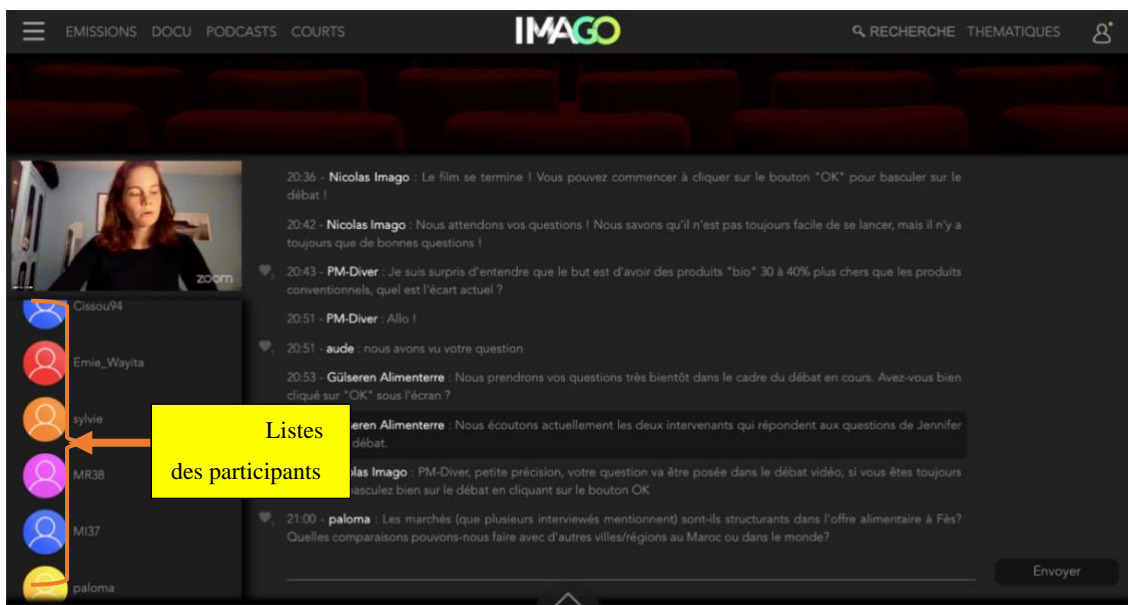 EMISSIONS DOCU PODCASTS COURTS
IMAGO
RECHERCHE THEMATIQUES
zoom
Cissou94
Emie_Wayita
sylvie
MR38
MI37
paloma
Listes
des participants
20:36 - Nicolas Imago : Le film se termine ! Vous pouvez commencer à cliquer sur le bouton "OK" pour basculer sur le
débat !
20:42 - Nicolas Imago : Nous attendons vos questions ! Nous savons qu'il n'est pas toujours facile de se lancer, mais il n'y a
toujours que de bonnes questions !
20:43 - PM-Diver : Je suis surpris d'entendre que le but est d'avoir des produits "bio" 30 à 40% plus chers que les produits
conventionnels, quel est l'écart actuel ?
20:51 - PM-Diver : Allo !
20:51 - aude : nous avons vu votre question
20:53 - Gülseren Alimenterre : Nous prendrons vos questions très bientôt dans le cadre du débat en cours. Avez-vous bien
cliqué sur "OK" sous l'écran ?
eren Alimenterre : Nous écoutons actuellement les deux intervenants qui répondent aux questions de Jennifer
débat.
las Imago : PM-Diver, petite précision, votre question va être posée dans le débat vidéo, si vous êtes toujours
basculez bien sur le débat en cliquant sur le bouton OK
21:00 - paloma : Les marchés (que plusieurs interviewés mentionnent) sont-ils structurants dans l'offre alimentaire à Fès?
Quelles comparaisons pouvons-nous faire avec d'autres villes/régions au Maroc ou dans le monde?
Envoyer